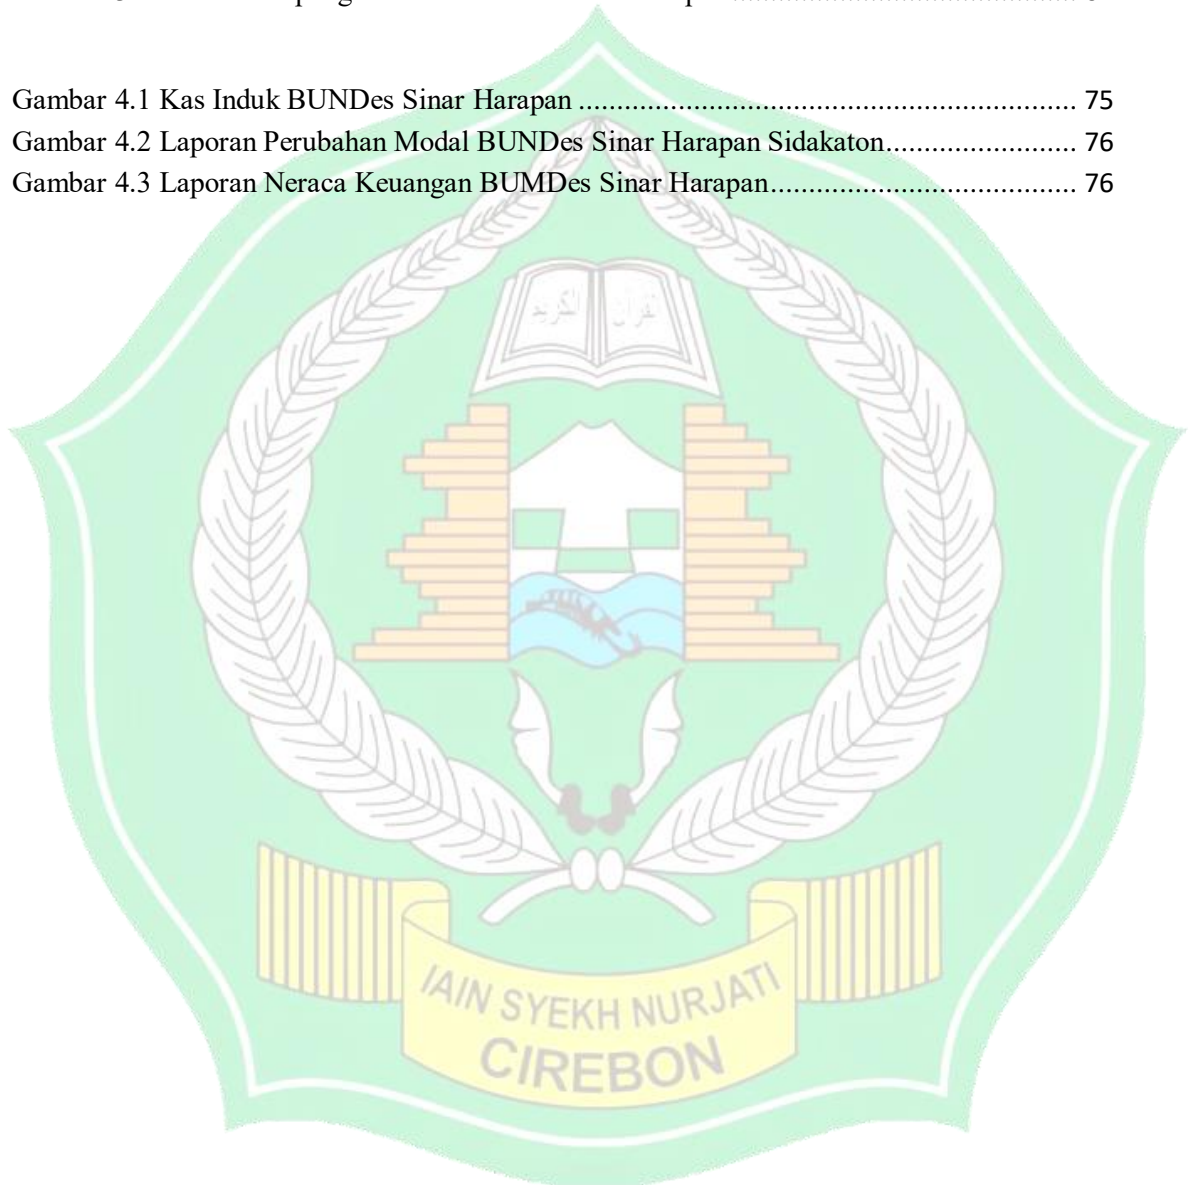 Gambar 4.1 Kas Induk BUNDes Sinar Harapan ................................................................. 75
Gambar 4.2 Laporan Perubahan Modal BUNDes Sinar Harapan Sidakaton......................... 76
Gambar 4.3 Laporan Neraca Keuangan BUMDes Sinar Harapan........................................ 76
IAIN SYEKH NURJATI
CIREBON